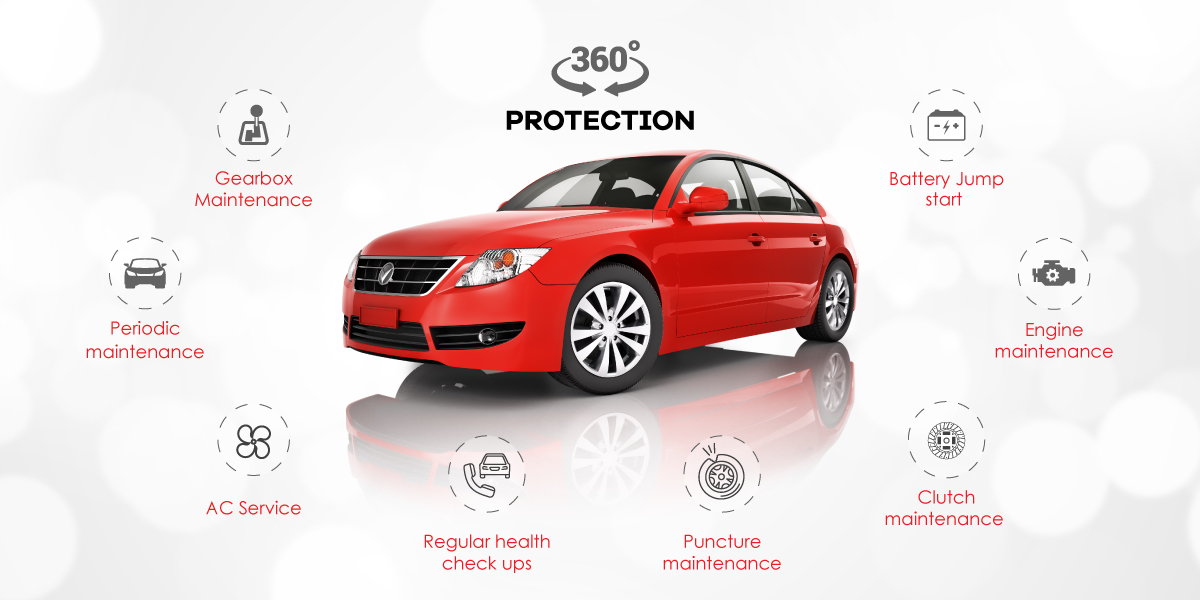 360°
PROTECTION
Gearbox
Maintenance
Battery Jump
start
Periodic
maintenance
Engine
maintenance
AC Service
Clutch
maintenance
Regular health
check ups
Puncture
maintenance